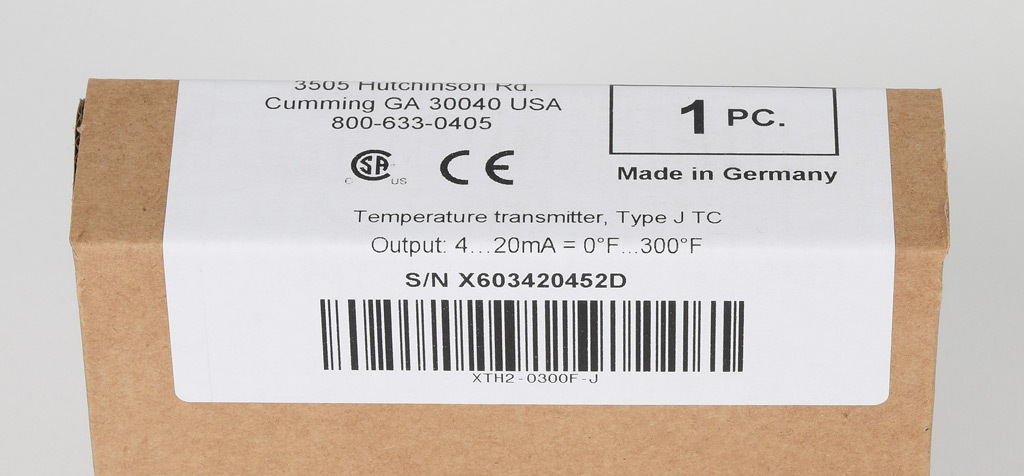 3505 Hutchinson Rd.
Cumming GA 30040 USA
800-633-0405
1 PC.
C SA US
CE
Made in Germany
Temperature transmitter, Type J TC
Output: 4...20mA = 0°F...300°F
S/N X603420452D
XTH2-0300F-J